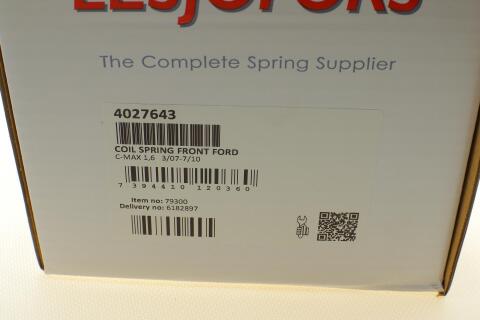 LESJÖFORS
The Complete Spring Supplier
4027643
COIL SPRING FRONT FORD
C-MAX 1,6 3/07-7/10
7 394410 120360
Item no: 79300
Delivery no: 6182897